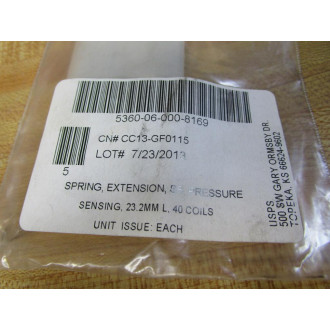 5360-06-000-8169
CN# CC13-GF0115
LOT# 7/23/2013
5
SPRING, EXTENSION, PRESSURE
SENSING, 23.2MM L, 40 COILS
UNIT ISSUE: EACH
USPS
500 SW GARY ORMSBY DR.
TOPEKA, KS 66624-9602